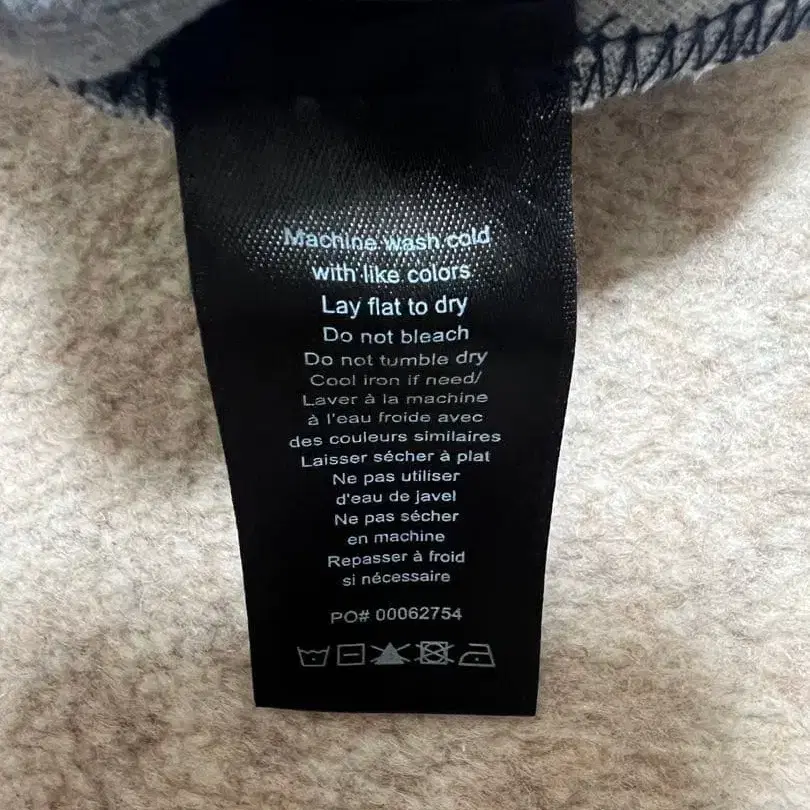 Machine wash cold
with like colors
Lay flat to dry
Do not bleach
Do not tumble dry
Cool iron if need/
Laver à la machine
à l'eau froide avec
des couleurs similaires
Laisser sécher à plat
Ne pas utiliser
d'eau de javel
Ne pas sécher
en machine
Repasser à froid
si nécessaire
PO# 00062754